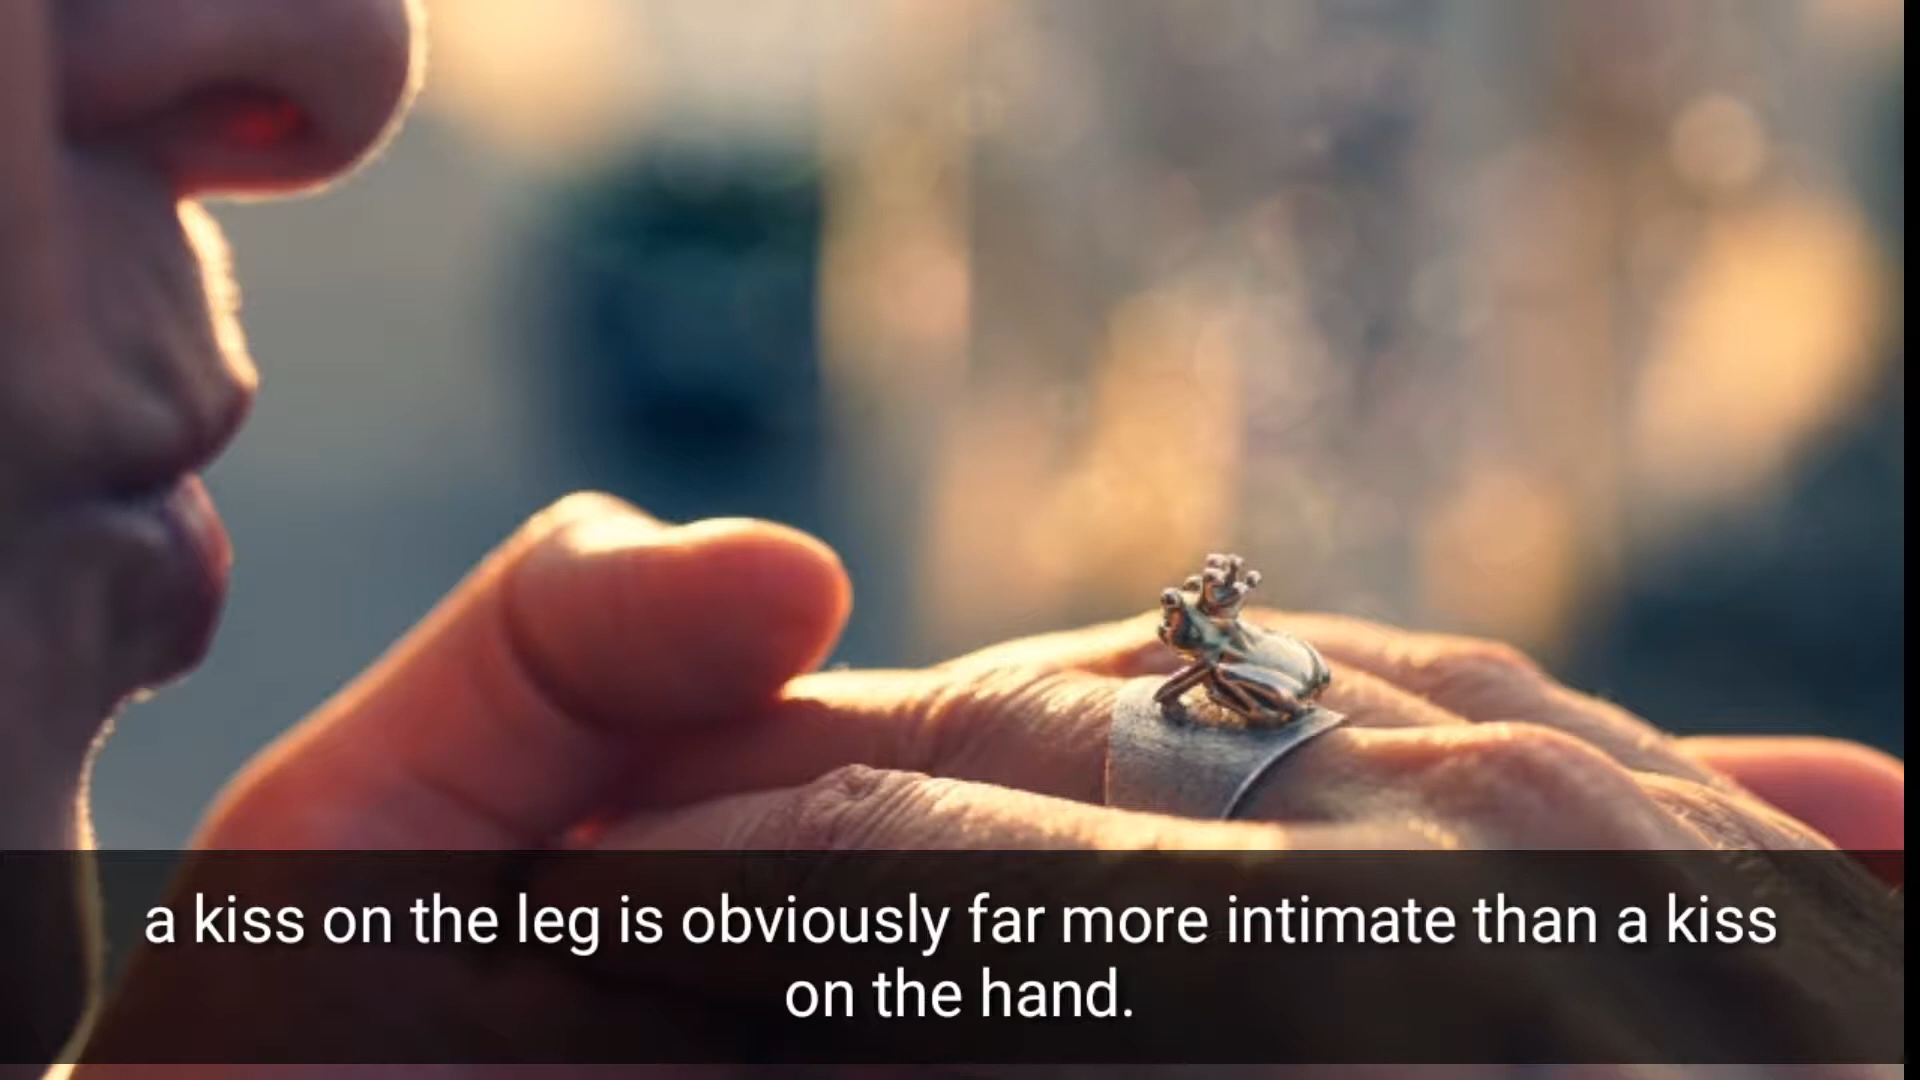 a kiss on the leg is obviously far more intimate than a kiss
on the hand.